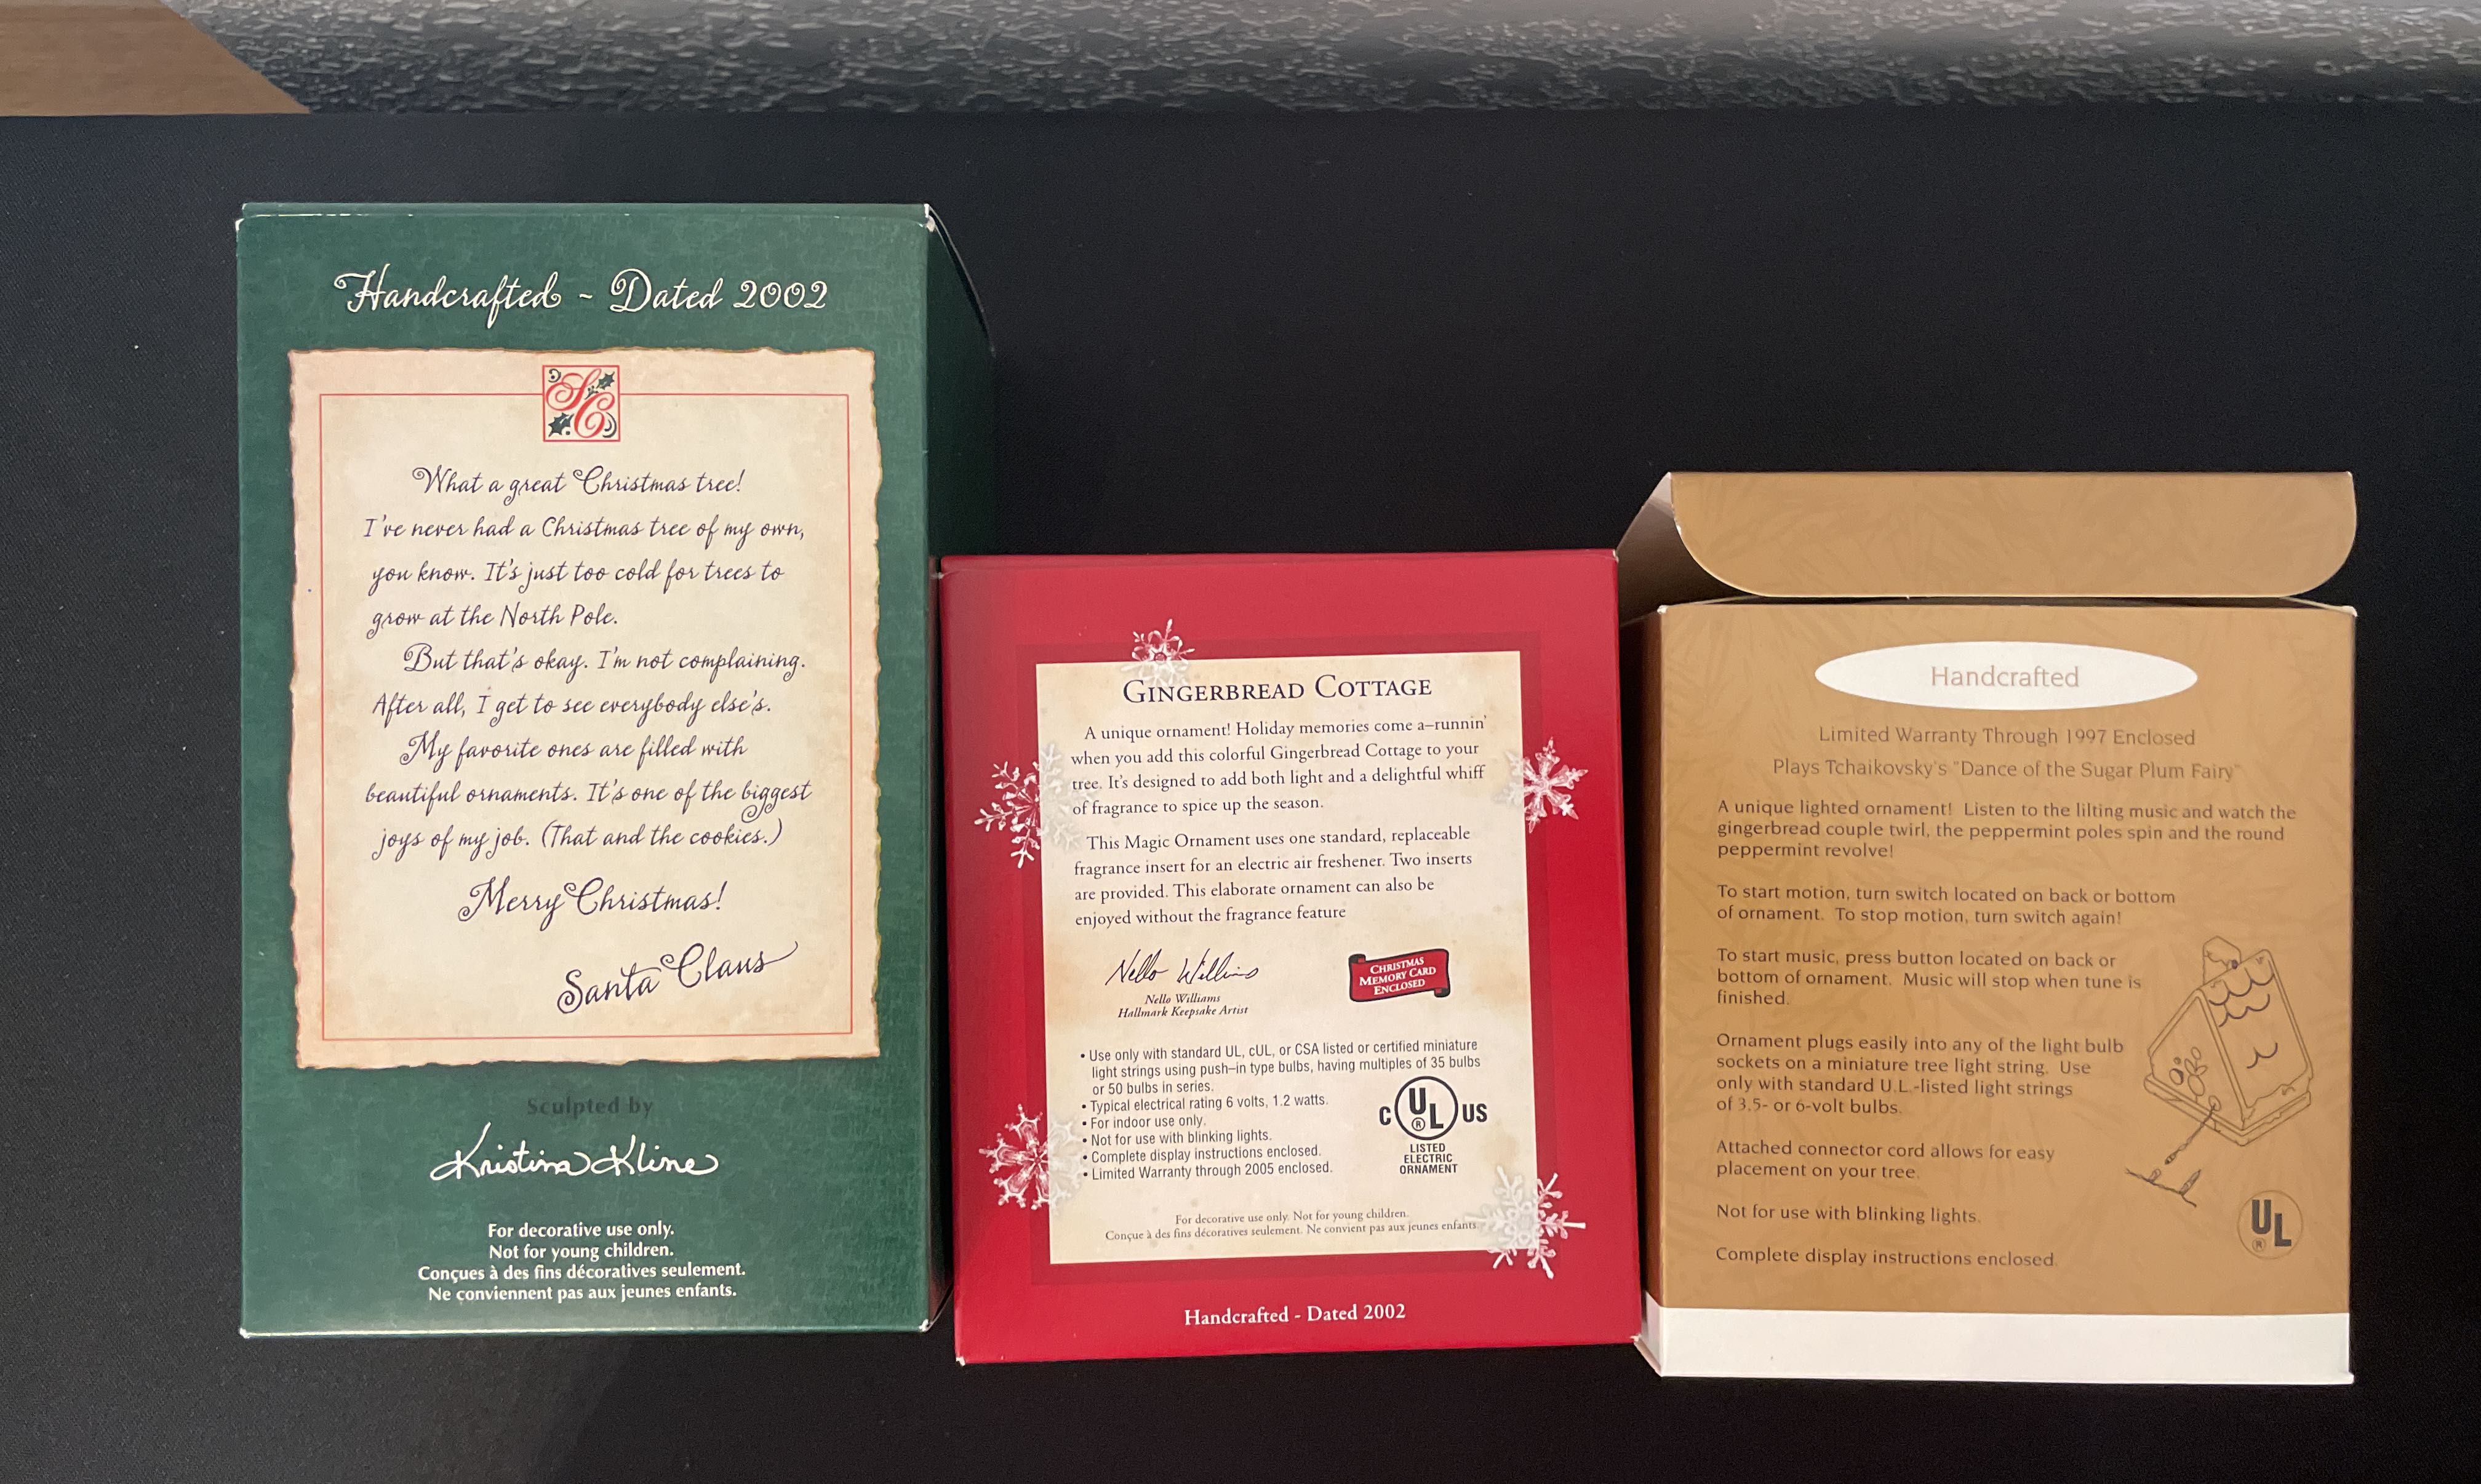 Handcrafted ~ Dated 2002
SC
What a great Christmas tree!
I've never had a Christmas tree of my own,
you know. It's just too cold for trees to
grow at the North Pole.
But that's okay. I'm not complaining.
After all, I get to see everybody else's.
My favorite ones are filled with
beautiful ornaments. It's one of the biggest
joys of my job. (That and the cookies.)
Merry Christmas!
Santa Claus
Sculpted by
Kristina Kline
For decorative use only.
Not for young children.
Conçues à des fins décoratives seulement.
Ne conviennent pas aux jeunes enfants.
GINGERBREAD COTTAGE
A unique ornament! Holiday memories come a–runnin'
when you add this colorful Gingerbread Cottage to your
tree. It's designed to add both light and a delightful whiff
of fragrance to spice up the season.
This Magic Ornament uses one standard, replaceable
fragrance insert for an electric air freshener. Two inserts
are provided. This elaborate ornament can also be
enjoyed without the fragrance feature
Nello Williams
Nello Williams
Hallmark Keepsake Artist
CHRISTMAS
MEMORY CARD
ENCLOSED
• Use only with standard UL, cUL, or CSA listed or certified miniature
light strings using push–in type bulbs, having multiples of 35 bulbs
or 50 bulbs in series.
• Typical electrical rating 6 volts, 1.2 watts.
• For indoor use only.
• Not for use with blinking lights.
• Complete display instructions enclosed.
• Limited Warranty through 2005 enclosed.
C UL ® US
LISTED
ELECTRIC
ORNAMENT
For decorative use only. Not for young children.
Conçue à des fins décoratives seulement. Ne convient pas aux jeunes enfants.
Handcrafted - Dated 2002
Handcrafted
Limited Warranty Through 1997 Enclosed
Plays Tchaikovsky's "Dance of the Sugar Plum Fairy"
A unique lighted ornament! Listen to the lilting music and watch the
gingerbread couple twirl, the peppermint poles spin and the round
peppermint revolve!
To start motion, turn switch located on back or bottom
of ornament. To stop motion, turn switch again!
To start music, press button located on back or
bottom of ornament. Music will stop when tune is
finished.
Ornament plugs easily into any of the light bulb
sockets on a miniature tree light string. Use
only with standard U.L.-listed light strings
of 3.5- or 6-volt bulbs.
Attached connector cord allows for easy
placement on your tree.
Not for use with blinking lights.
Complete display instructions enclosed.
UL ®